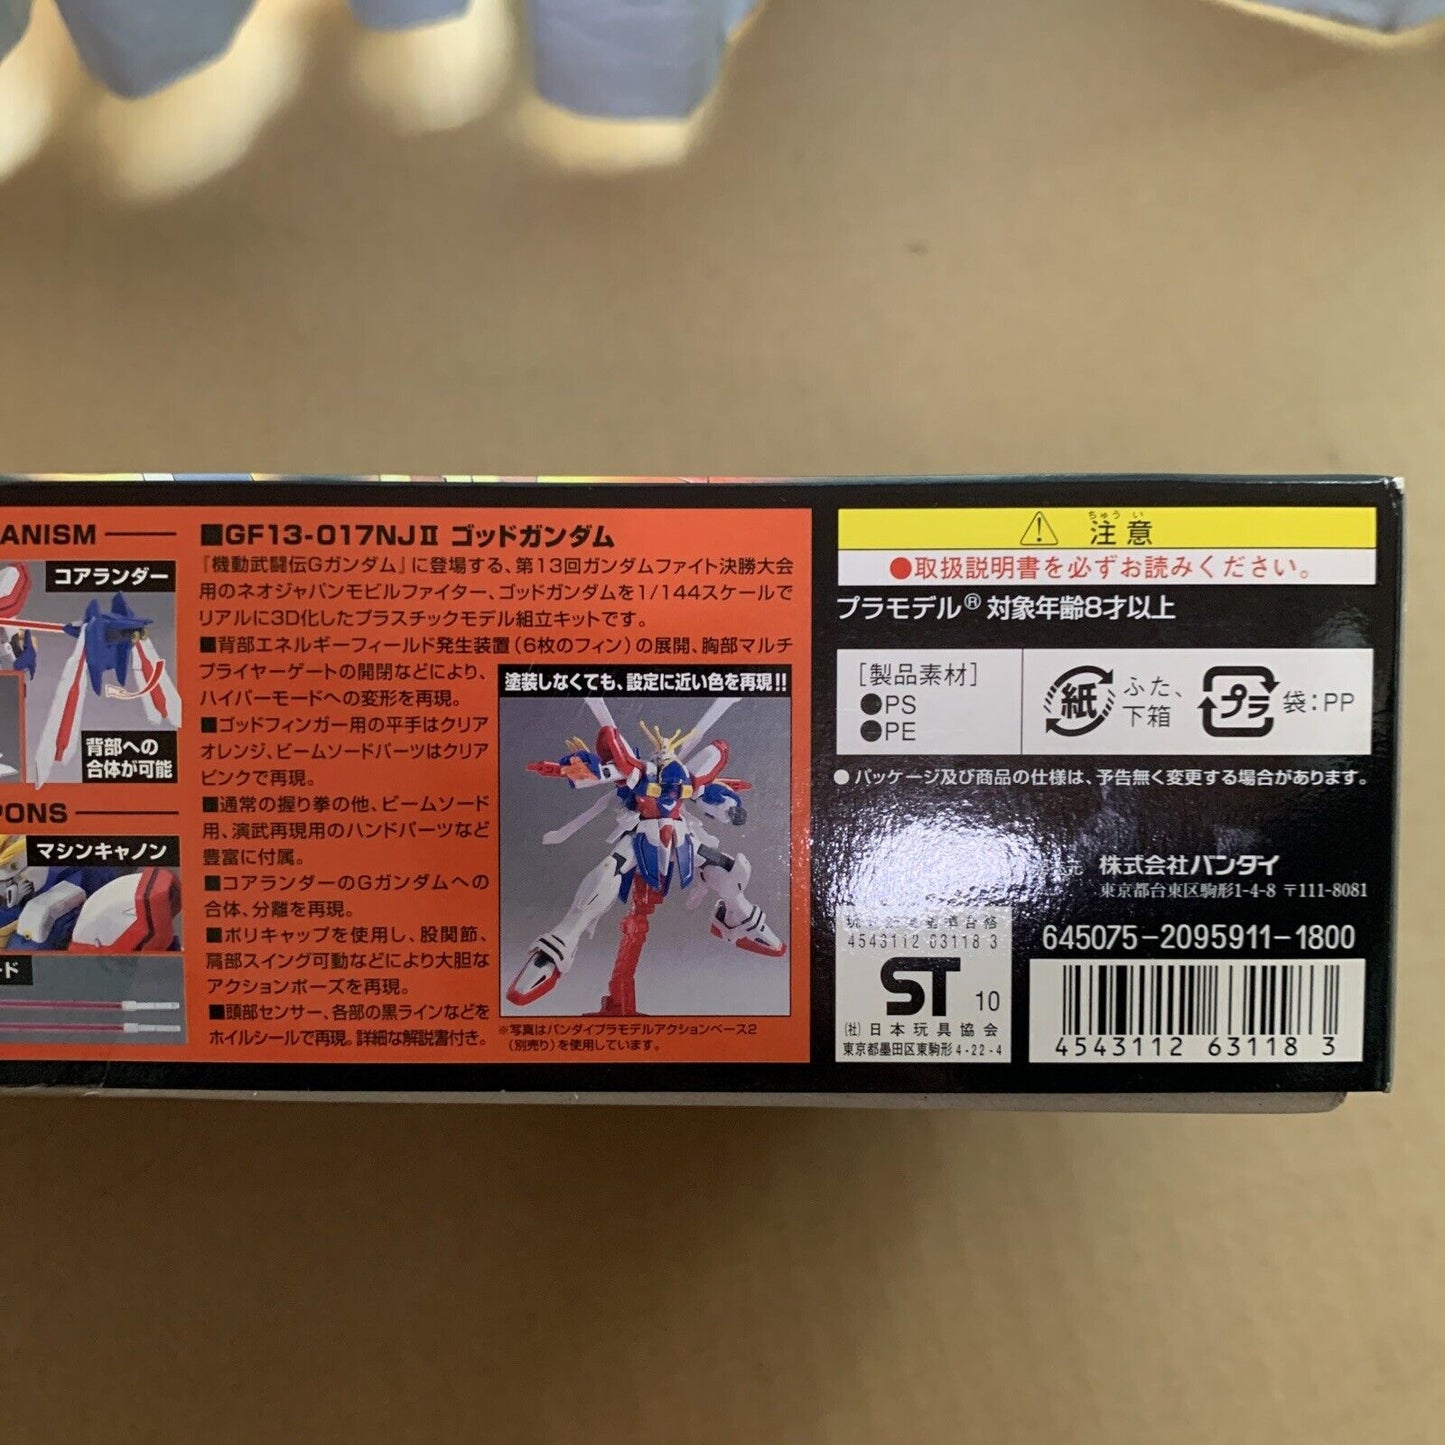 ANISM
コアランダー
背部への
合体が可能
PONS
マシンキャノン
ード
■GF13-017NJⅡ ゴッドガンダム
『機動武闘伝Gガンダム』に登場する、第13回ガンダムファイト決勝大会
用のネオジャパンモビルファイター、ゴッドガンダムを1/144スケールで
リアルに3D化したプラスチックモデル組立キットです。
■背部エネルギーフィールド発生装置(6枚のフィン)の展開、胸部マルチ
プライヤーゲートの開閉などにより、
ハイパーモードへの変形を再現。
■ゴッドフィンガー用の平手はクリア
オレンジ、ビームソードパーツはクリア
ピンクで再現。
■通常の握り拳の他、ビームソード
用、演武再現用のハンドパーツなど
豊富に付属。
■コアランダーのGガンダムへの
合体、分離を再現。
■ポリキャップを使用し、股関節、
肩部スイング可動などにより大胆な
アクションポーズを再現。
■頭部センサー、各部の黒ラインなどを
ホイルシールで再現。詳細な解説書付き。
塗装しなくても、設定に近い色を再現!!
※写真はバンダイプラモデルアクションベース2
(別売り)を使用しています。
ちゅう い
注意
●取扱説明書を必ずお読みください。
プラモデル® 対象年齢8才以上
[製品素材]
●PS
●PE
紙
ふた、
下箱
プラ
袋:PP
●パッケージ及び商品の仕様は、予告無く変更する場合があります。
元 株式会社バンダイ
東京都台東区駒形1-4-8 〒111-8081
玩具安全基準合格
4543112 63118 3
ST 10
(社)日本玩具協会
東京都墨田区東駒形4-22-4
645075-2095911-1800
4543112 63118 3